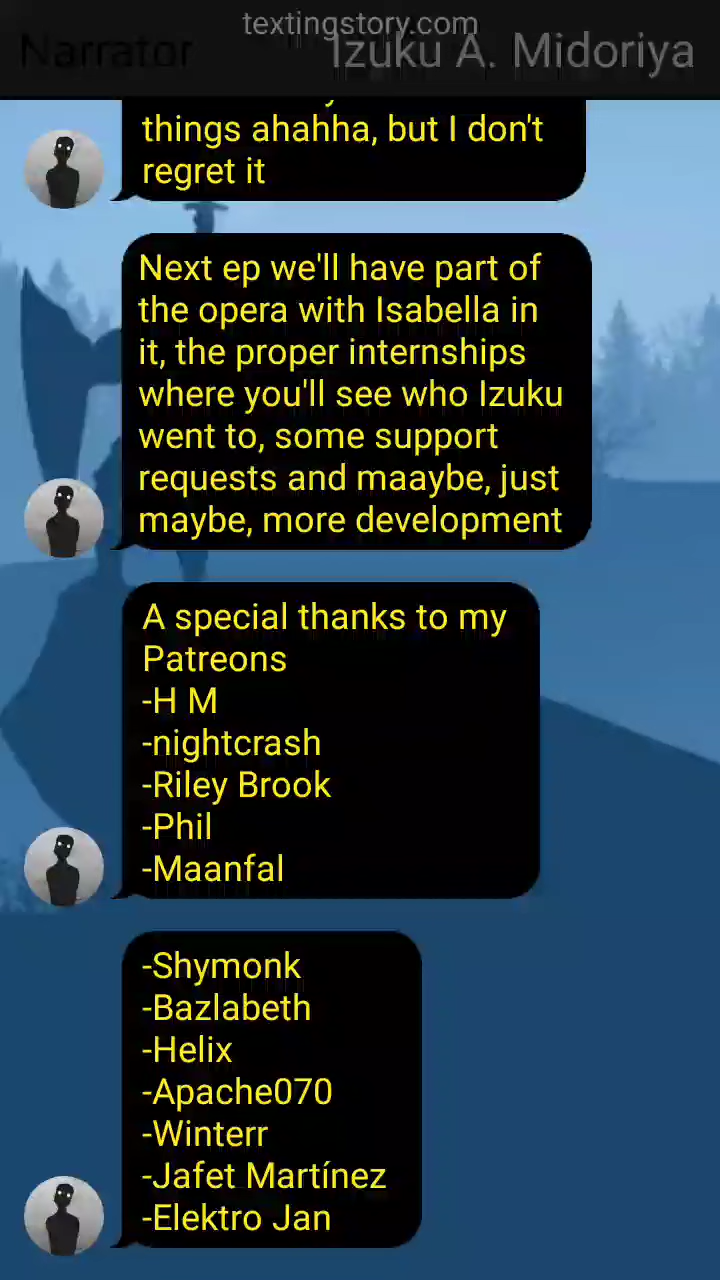 textingstory.com
Narrator
Izuku A. Midoriya
things ahahha, but I don't
regret it
Next ep we'll have part of
the opera with Isabella in
it, the proper internships
where you'll see who Izuku
went to, some support
requests and maaybe, just
maybe, more development
A special thanks to my
Patreons
-H M
-nightcrash
-Riley Brook
-Phil
-Maanfal
-Shymonk
-Bazlabeth
-Helix
-Apache070
-Winterr
-Jafet Martínez
-Elektro Jan